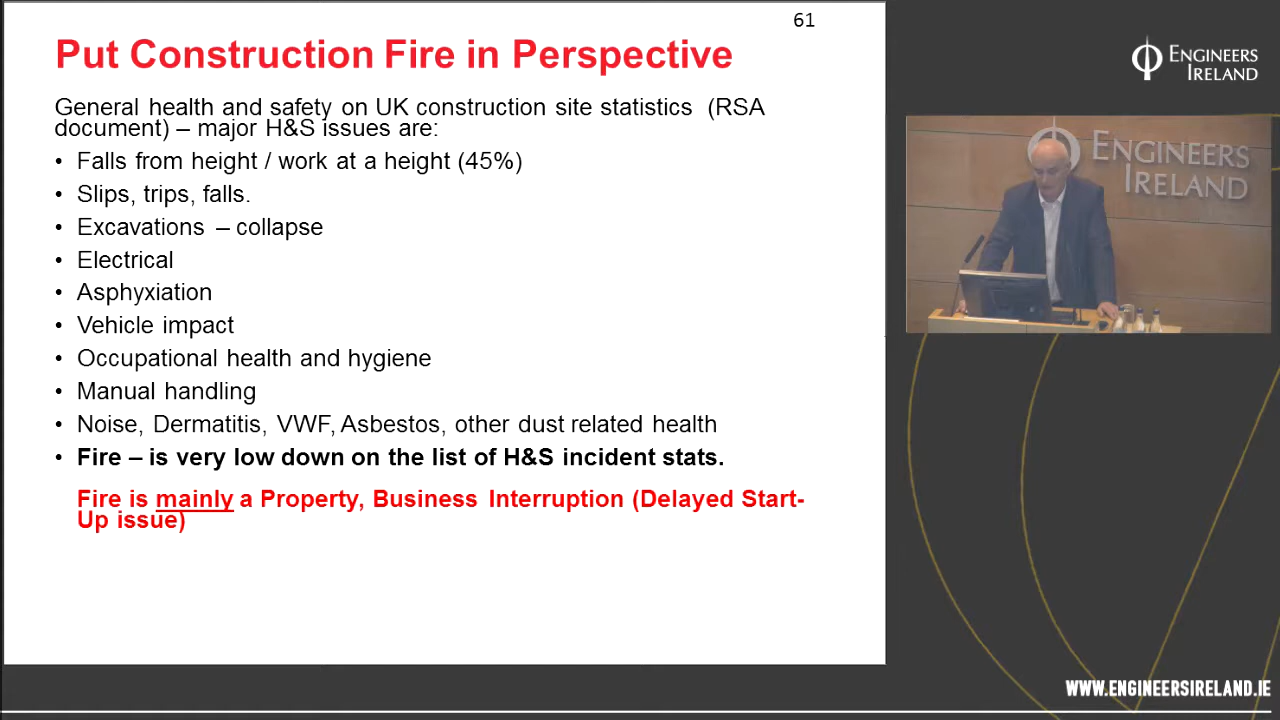 61
Put Construction Fire in Perspective
General health and safety on UK construction site statistics (RSA
document) – major H&S issues are:
• Falls from height / work at a height (45%)
• Slips, trips, falls.
• Excavations – collapse
• Electrical
• Asphyxiation
• Vehicle impact
• Occupational health and hygiene
• Manual handling
• Noise, Dermatitis, VWF, Asbestos, other dust related health
• Fire – is very low down on the list of H&S incident stats.
Fire is mainly a Property, Business Interruption (Delayed Start-
Up issue)
ENGINEERS
IRELAND
ENGINEERS
IRELAND
WWW.ENGINEERSIRELAND.IE